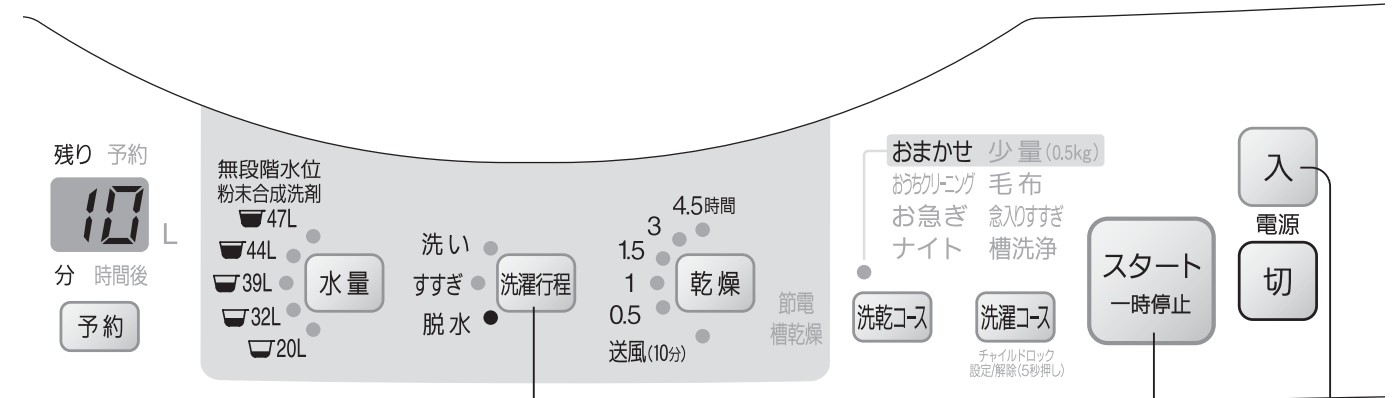 残り 予約
10
L
分 時間後
予約
無段階水位
粉末合成洗剤
47L
44L
39L
32L
20L
水量
洗い
すすぎ
脱水
洗濯行程
4.5時間
3
1.5
1
0.5
送風(10分)
乾燥
節電
槽乾燥
おまかせ 少量(0.5kg)
おうちクリーニング 毛布
お急ぎ 念入りすすぎ
ナイト 槽洗浄
洗乾コース
洗濯コース
チャイルドロック
設定/解除(5秒押し)
スタート
一時停止
入
電源
切